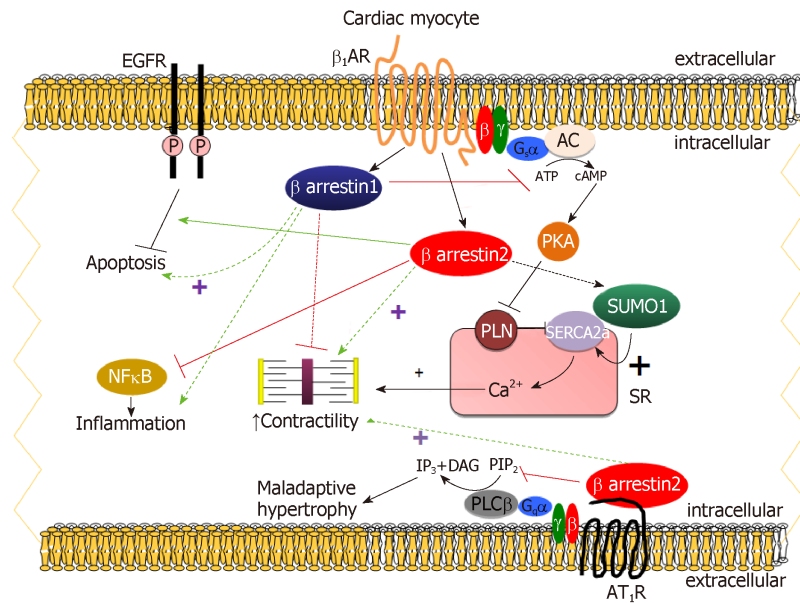 Cardiac myocyte
EGFR
β₁AR
extracellular
intracellular
P
P
β
γ
Gₛα
AC
ATP
cAMP
β arrestin1
PKA
β arrestin2
Apoptosis
+
SUMO1
+
PLN
SERCA2a
NFκB
+
+
Ca²⁺
SR
Inflammation
↑Contractility
+
IP₃+DAG
PIP₂
Maladaptive
hypertrophy
β arrestin2
PLCβ
Gqα
γ
β
intracellular
extracellular
AT₁R